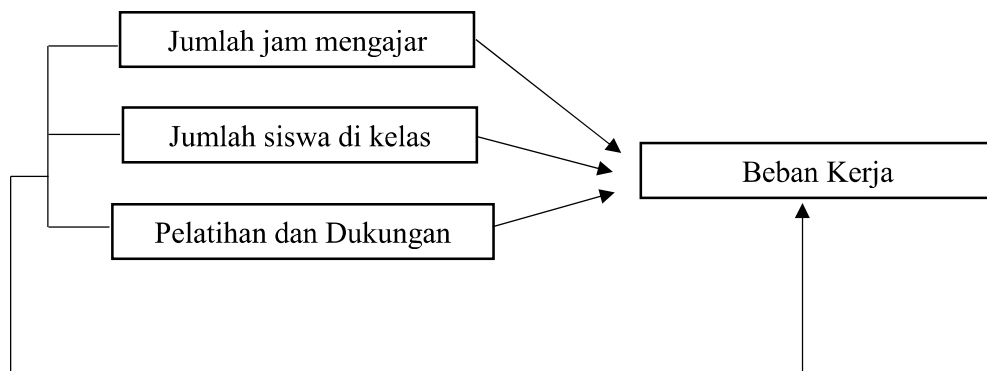 Jumlah jam mengajar
Jumlah siswa di kelas
Beban Kerja
Pelatihan dan Dukungan